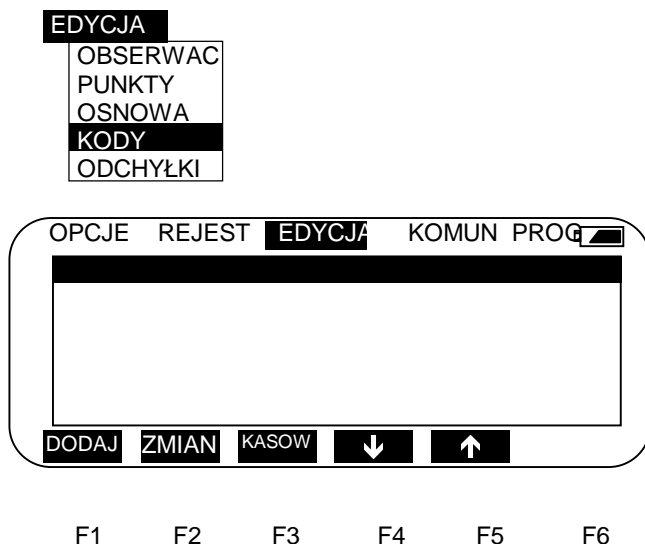 EDYCJA
OBSERWAC
PUNKTY
OSNOWA
KODY
ODCHYŁKI
OPCJE REJEST EDYCJA KOMUN PROG
DODAJ ZMIAN KASOW ↓ ↑
F1 F2 F3 F4 F5 F6